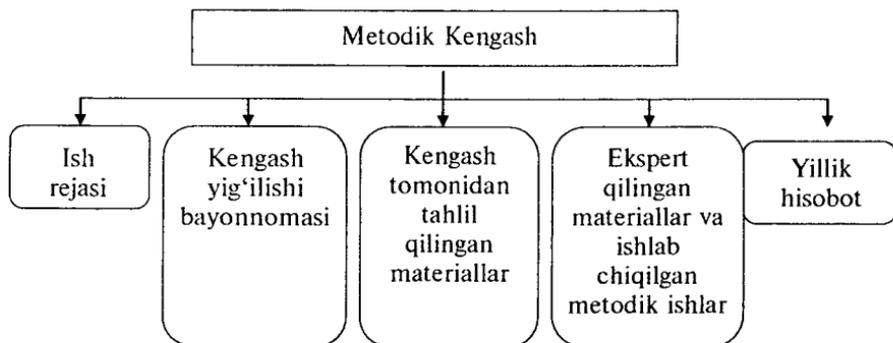 Metodik Kengash
Ish
rejasi
Kengash
yig‘ilishi
bayonnomasi
Kengash
tomonidan
tahlil
qilingan
materiallar
Ekspert
qilingan
materiallar va
ishlab
chiqilgan
metodik ishlar
Yillik
hisobot